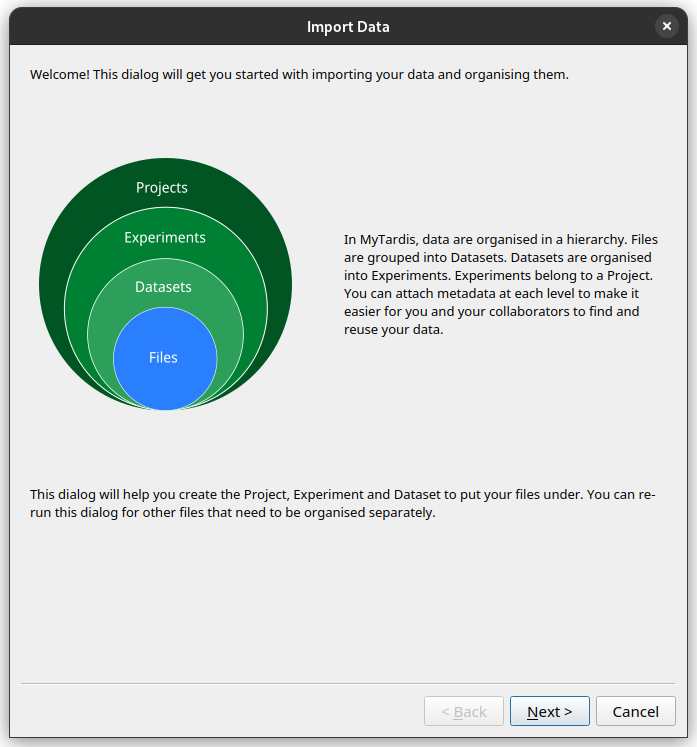 Import Data
Welcome! This dialog will get you started with importing your data and organising them.
Projects
Experiments
Datasets
Files
In MyTardis, data are organised in a hierarchy. Files
are grouped into Datasets. Datasets are organised
into Experiments. Experiments belong to a Project.
You can attach metadata at each level to make it
easier for you and your collaborators to find and
reuse your data.
This dialog will help you create the Project, Experiment and Dataset to put your files under. You can re-
run this dialog for other files that need to be organised separately.
< Back
Next >
Cancel